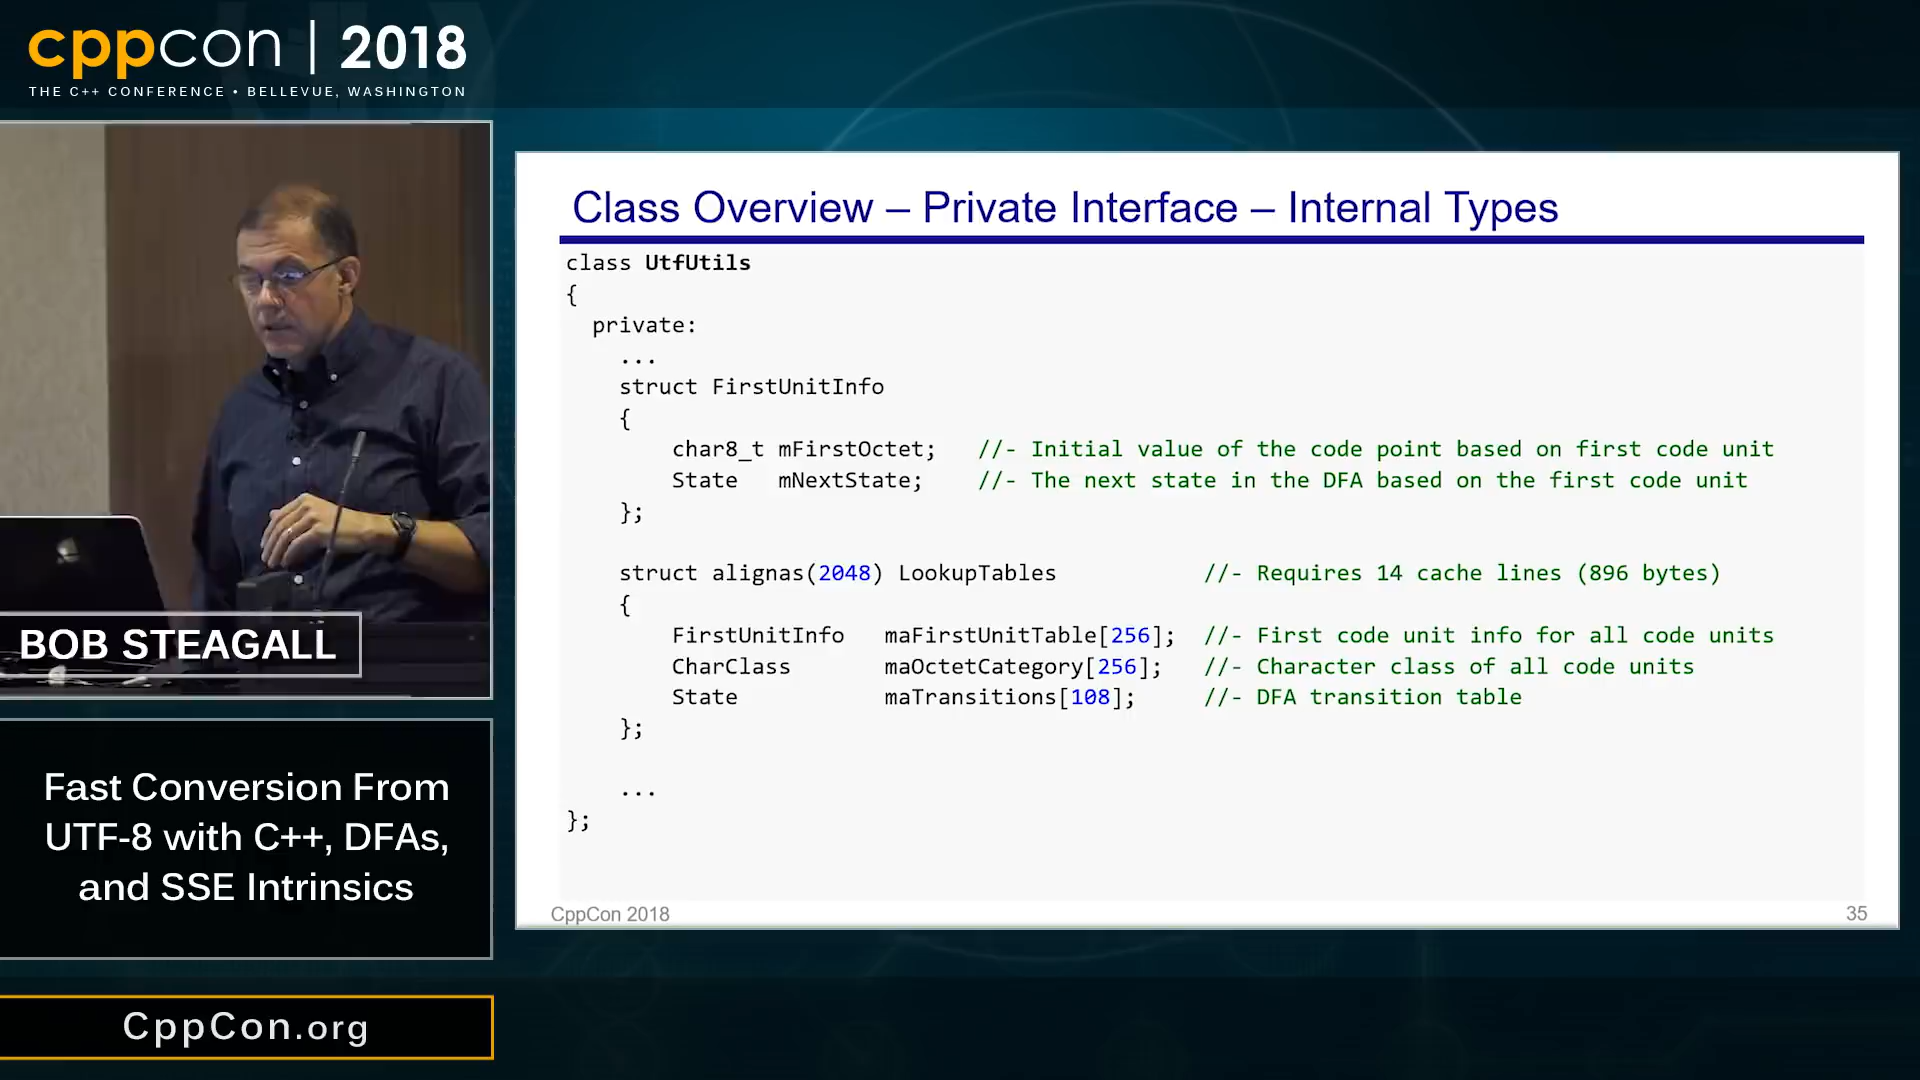 cppcon | 2018
THE C++ CONFERENCE • BELLEVUE, WASHINGTON
BOB STEAGALL
Fast Conversion From
UTF-8 with C++, DFAs,
and SSE Intrinsics
CppCon.org
Class Overview – Private Interface – Internal Types
class UtfUtils
{
private:
...
struct FirstUnitInfo
{
char8_t mFirstOctet; //- Initial value of the code point based on first code unit
State mNextState; //- The next state in the DFA based on the first code unit
};
struct alignas(2048) LookupTables //- Requires 14 cache lines (896 bytes)
{
FirstUnitInfo maFirstUnitTable[256]; //- First code unit info for all code units
CharClass maOctetCategory[256]; //- Character class of all code units
State maTransitions[108]; //- DFA transition table
};
...
};
CppCon 2018 35